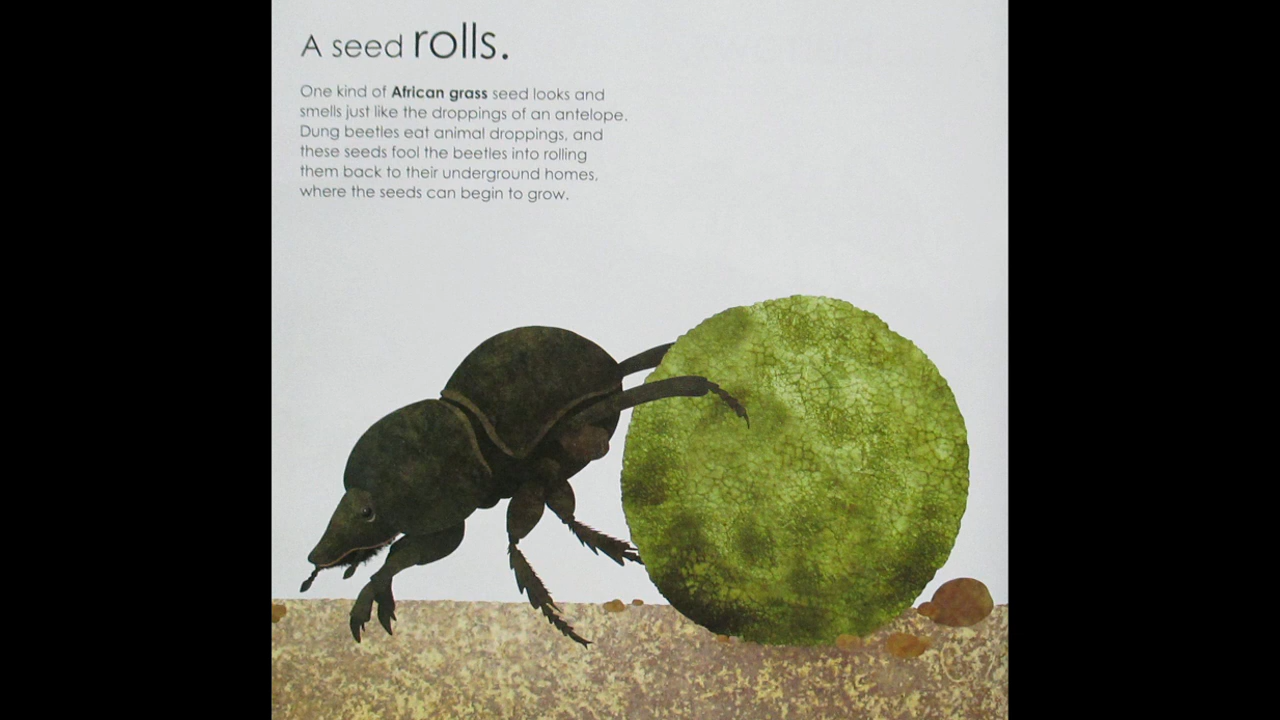 A seed rolls.
One kind of African grass seed looks and
smells just like the droppings of an antelope.
Dung beetles eat animal droppings, and
these seeds fool the beetles into rolling
them back to their underground homes,
where the seeds can begin to grow.